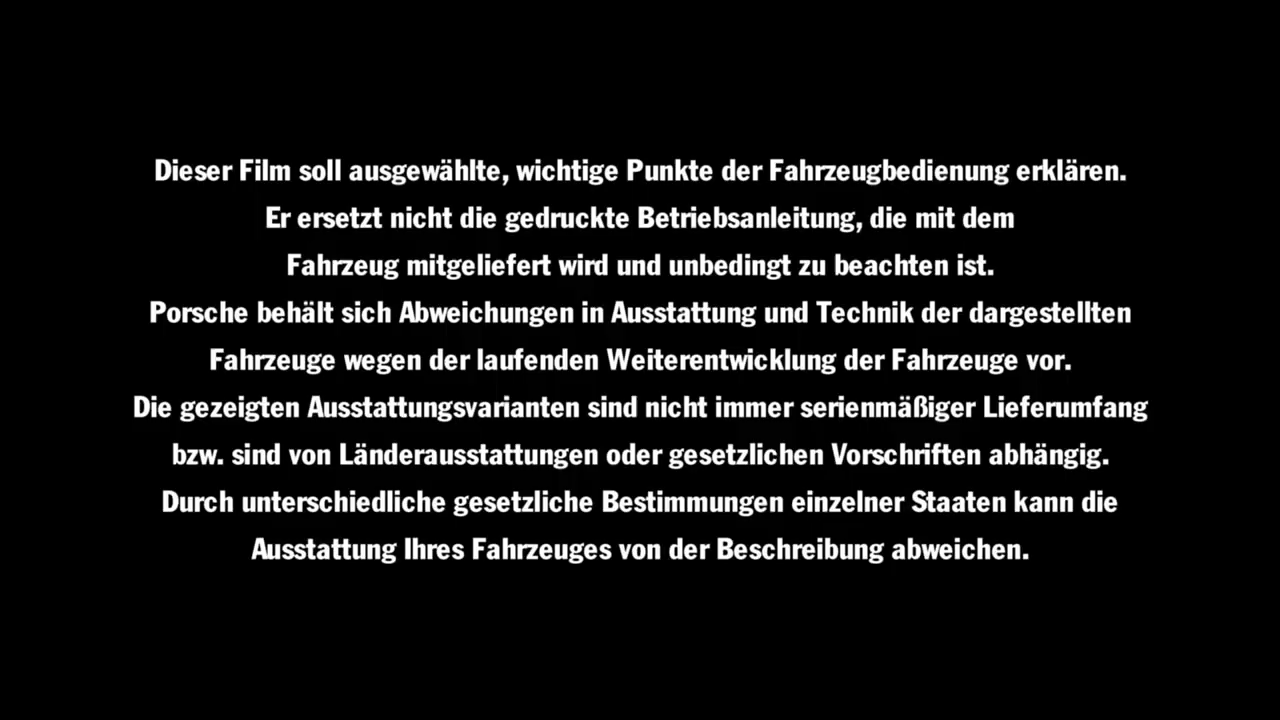 Dieser Film soll ausgewählte, wichtige Punkte der Fahrzeugbedienung erklären.
Er ersetzt nicht die gedruckte Betriebsanleitung, die mit dem
Fahrzeug mitgeliefert wird und unbedingt zu beachten ist.
Porsche behält sich Abweichungen in Ausstattung und Technik der dargestellten
Fahrzeuge wegen der laufenden Weiterentwicklung der Fahrzeuge vor.
Die gezeigten Ausstattungsvarianten sind nicht immer serienmäßiger Lieferumfang
bzw. sind von Länderausstattungen oder gesetzlichen Vorschriften abhängig.
Durch unterschiedliche gesetzliche Bestimmungen einzelner Staaten kann die
Ausstattung Ihres Fahrzeuges von der Beschreibung abweichen.